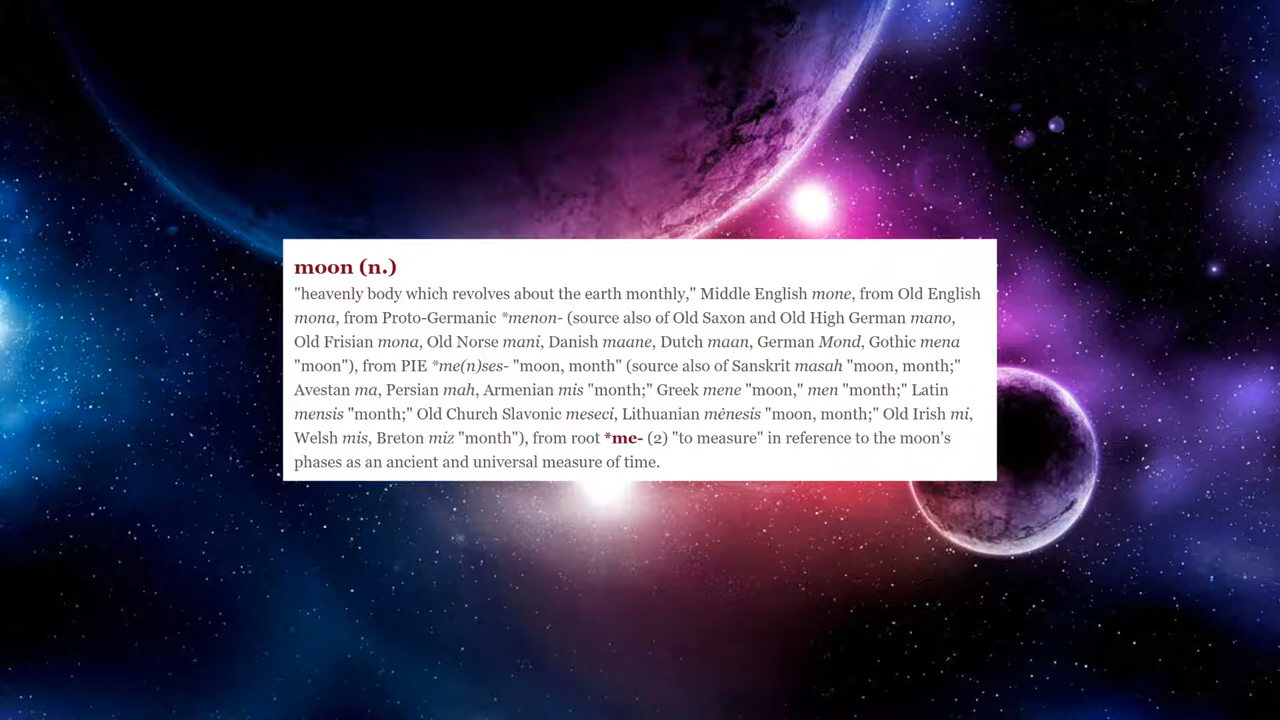 moon (n.)
"heavenly body which revolves about the earth monthly," Middle English mone, from Old English
mona, from Proto-Germanic *menon- (source also of Old Saxon and Old High German mano,
Old Frisian mona, Old Norse mani, Danish maane, Dutch maan, German Mond, Gothic mena
"moon"), from PIE *me(n)ses- "moon, month" (source also of Sanskrit masah "moon, month;"
Avestan ma, Persian mah, Armenian mis "month;" Greek mene "moon," men "month;" Latin
mensis "month;" Old Church Slavonic meseci, Lithuanian mėnesis "moon, month;" Old Irish mi,
Welsh mis, Breton miz "month"), from root *me- (2) "to measure" in reference to the moon's
phases as an ancient and universal measure of time.